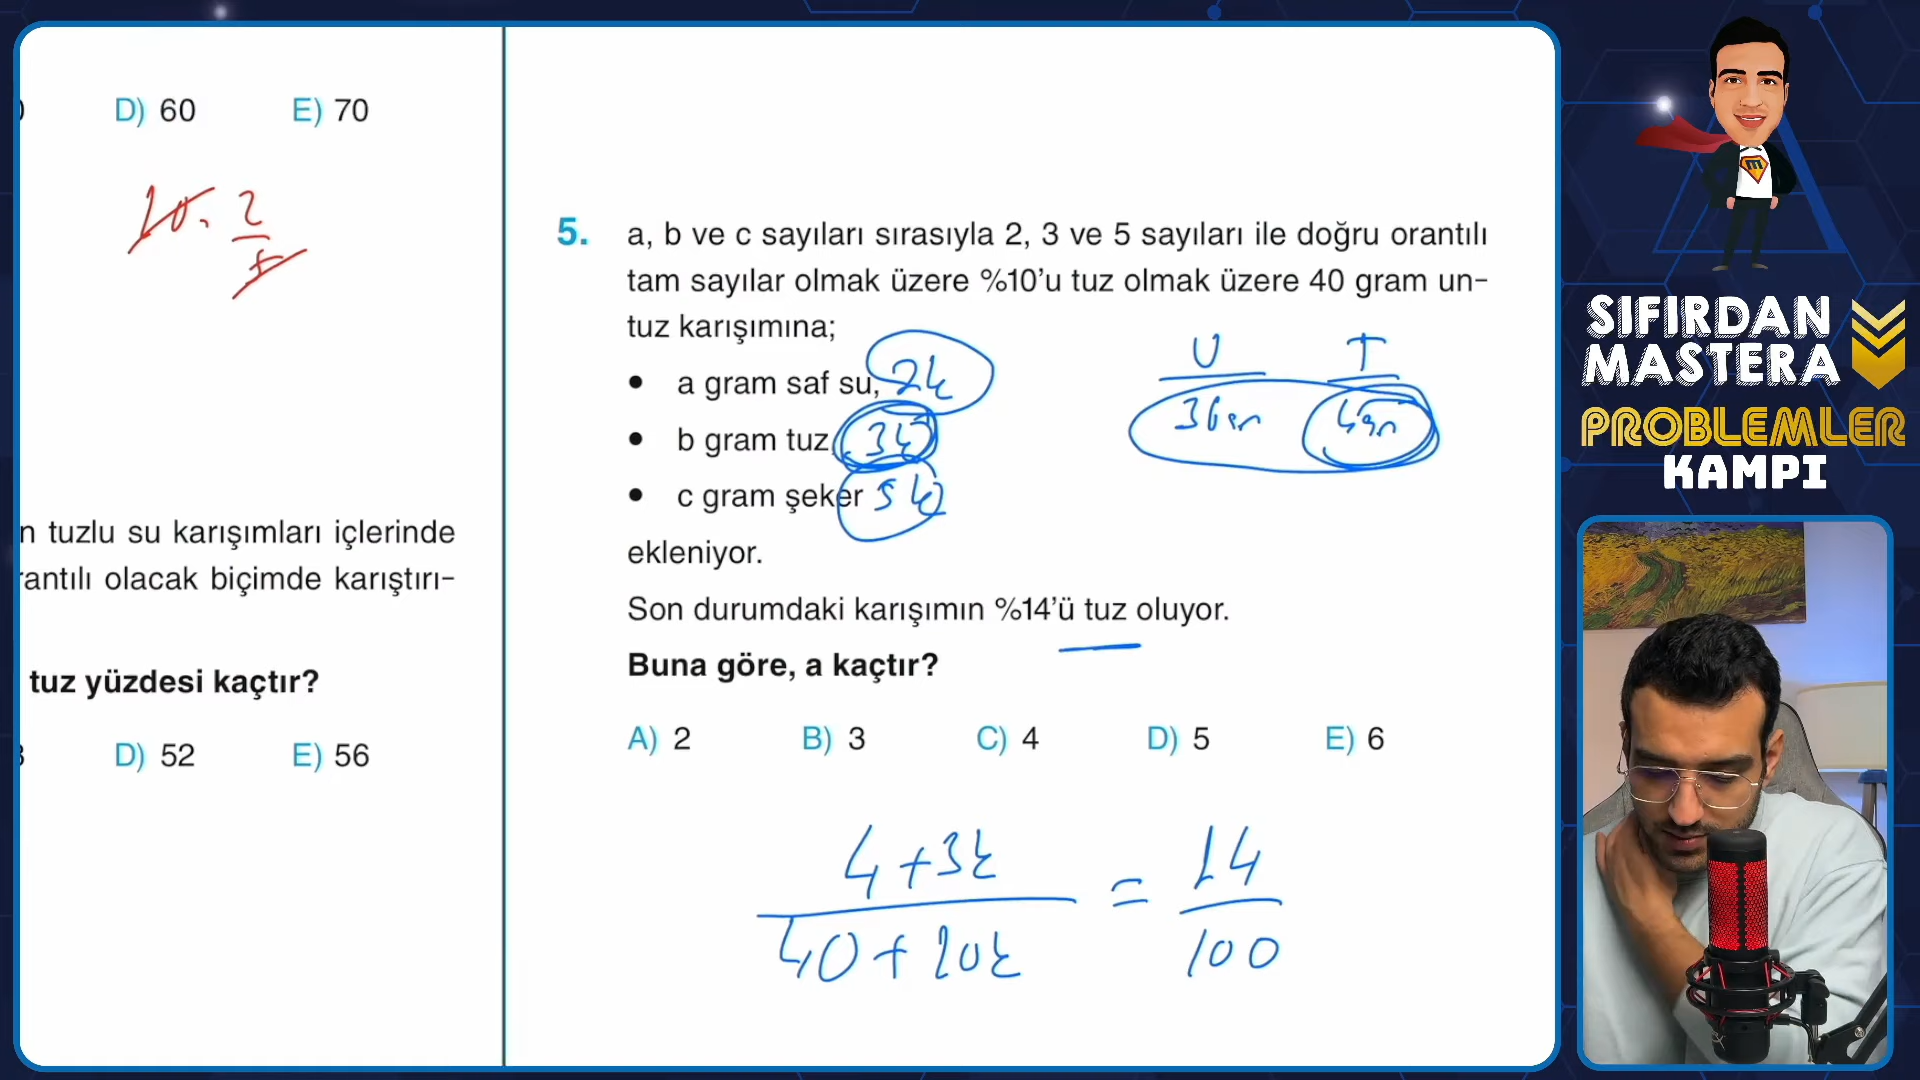 D) 60 E) 70
10. 2/5
n tuzlu su karışımları içlerinde
rantılı olacak biçimde karıştırı-
tuz yüzdesi kaçtır?
D) 52 E) 56
5. a, b ve c sayıları sırasıyla 2, 3 ve 5 sayıları ile doğru orantılı
tam sayılar olmak üzere %10’u tuz olmak üzere 40 gram un-
tuz karışımına;
• a gram saf su, 2k
• b gram tuz, 3k
• c gram şeker 5k
ekleniyor.
Son durumdaki karışımın %14’ü tuz oluyor.
Buna göre, a kaçtır?
A) 2 B) 3 C) 4 D) 5 E) 6
U T
36gr 4gr
4+3k = 14
40+10k 100
SIFIRDAN
MASTERA
PROBLEMLER
KAMPI